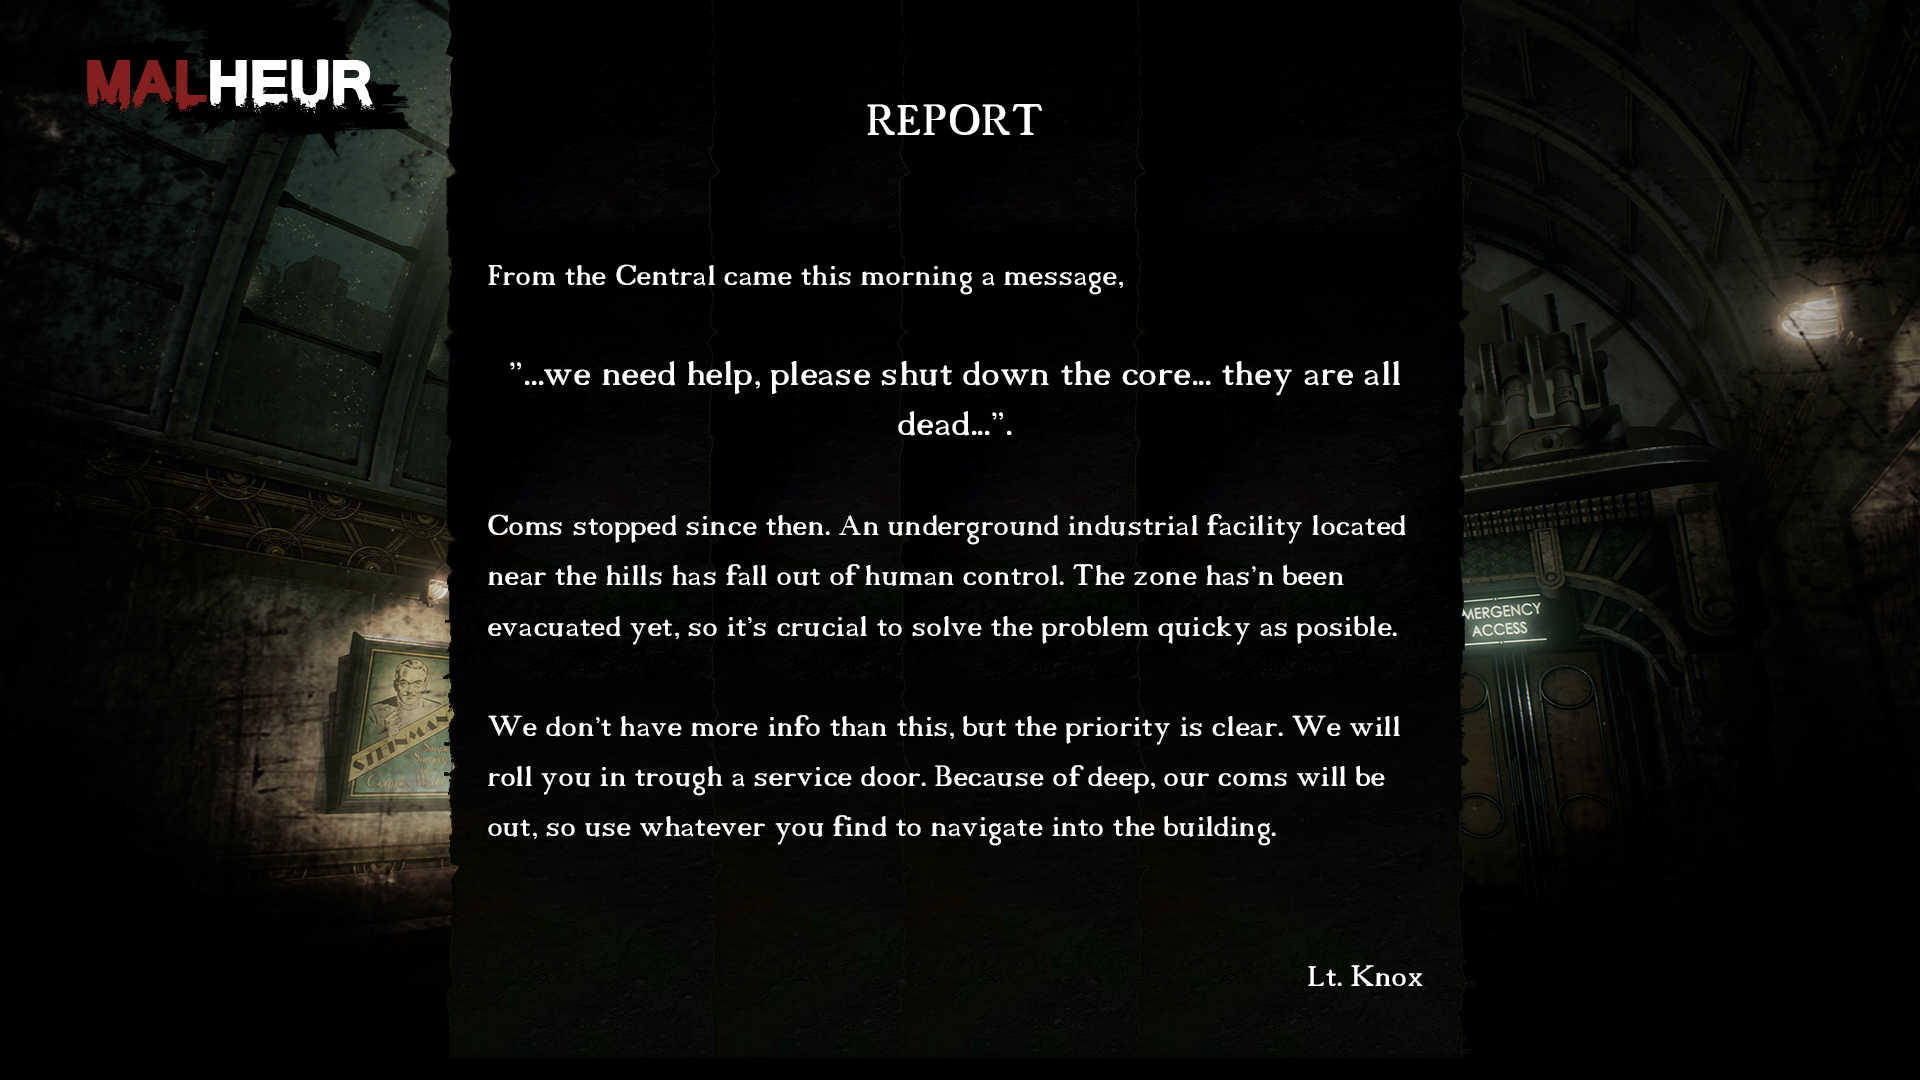 MALHEUR
REPORT
From the Central came this morning a message,
"...we need help, please shut down the core... they are all
dead...".
Coms stopped since then. An underground industrial facility located
near the hills has fall out of human control. The zone has'n been
evacuated yet, so it's crucial to solve the problem quicky as posible.
We don't have more info than this, but the priority is clear. We will
roll you in trough a service door. Because of deep, our coms will be
out, so use whatever you find to navigate into the building.
Lt. Knox
STEINMAN
MERGENCY
ACCESS